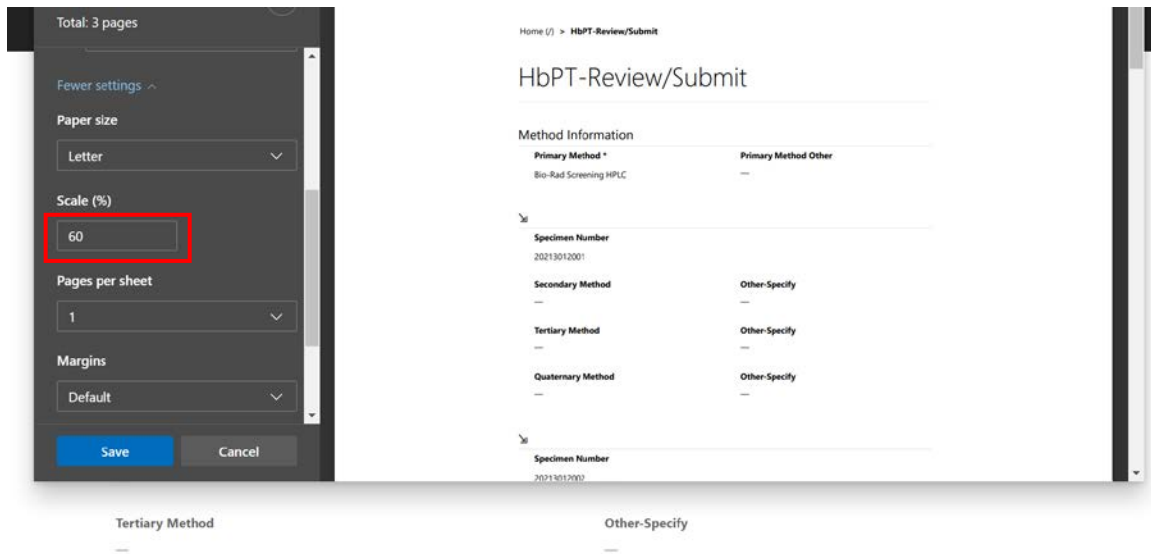 Total: 3 pages
Fewer settings
Paper size
Letter
Scale (%)
60
Pages per sheet
1
Margins
Default
Save Cancel
Home (/) > HbPT-Review/Submit
HbPT-Review/Submit
Method Information
Primary Method * Primary Method Other
Bio-Rad Screening HPLC —
Specimen Number
20213012001
Secondary Method Other-Specify
— —
Tertiary Method Other-Specify
— —
Quaternary Method Other-Specify
— —
Specimen Number
20213012002
Tertiary Method Other-Specify
— —